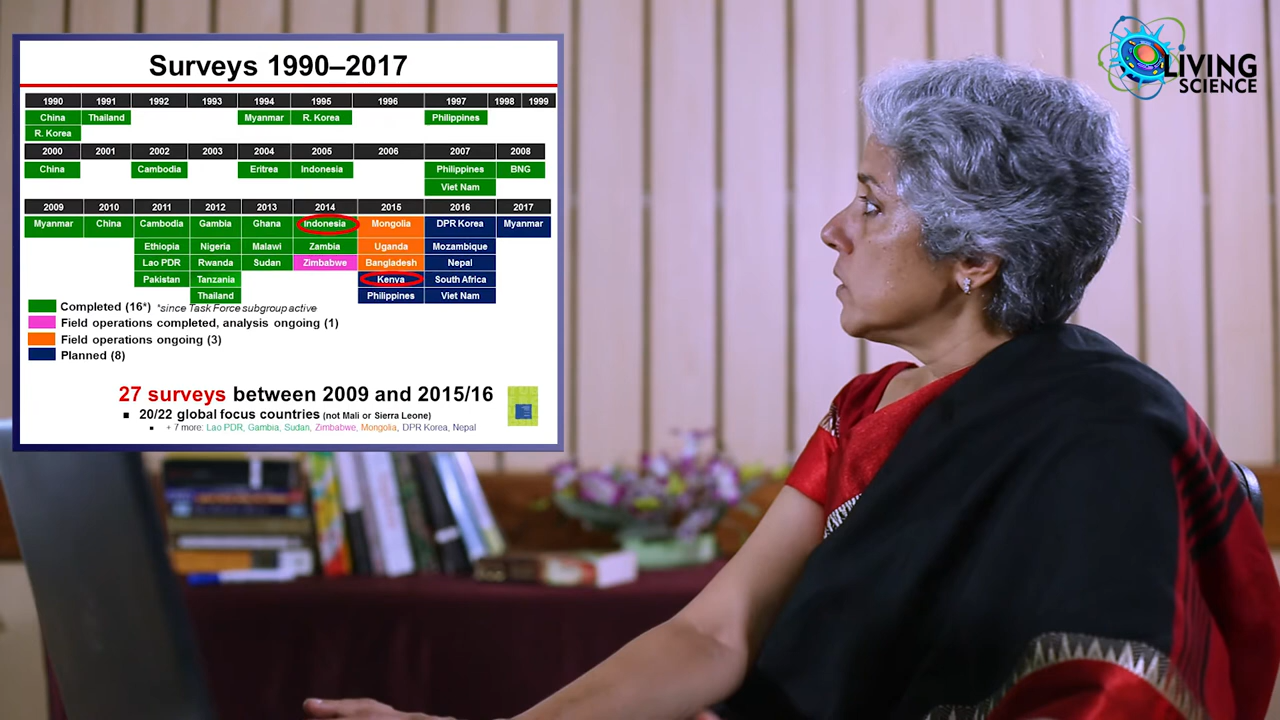 LIVING
SCIENCE
Surveys 1990–2017
1990 1991 1992 1993 1994 1995 1996 1997 1998 1999
China Thailand Myanmar R. Korea Philippines
R. Korea
2000 2001 2002 2003 2004 2005 2006 2007 2008
China Cambodia Eritrea Indonesia Philippines BNG
Viet Nam
2009 2010 2011 2012 2013 2014 2015 2016 2017
Myanmar China Cambodia Gambia Ghana Indonesia Mongolia DPR Korea Myanmar
Ethiopia Nigeria Malawi Zambia Uganda Mozambique
Lao PDR Rwanda Sudan Zimbabwe Bangladesh Nepal
Pakistan Tanzania Kenya South Africa
Thailand Philippines Viet Nam
Completed (16*) *since Task Force subgroup active
Field operations completed, analysis ongoing (1)
Field operations ongoing (3)
Planned (8)
27 surveys between 2009 and 2015/16
20/22 global focus countries (not Mali or Sierra Leone)
+ 7 more: Lao PDR, Gambia, Sudan, Zimbabwe, Mongolia, DPR Korea, Nepal